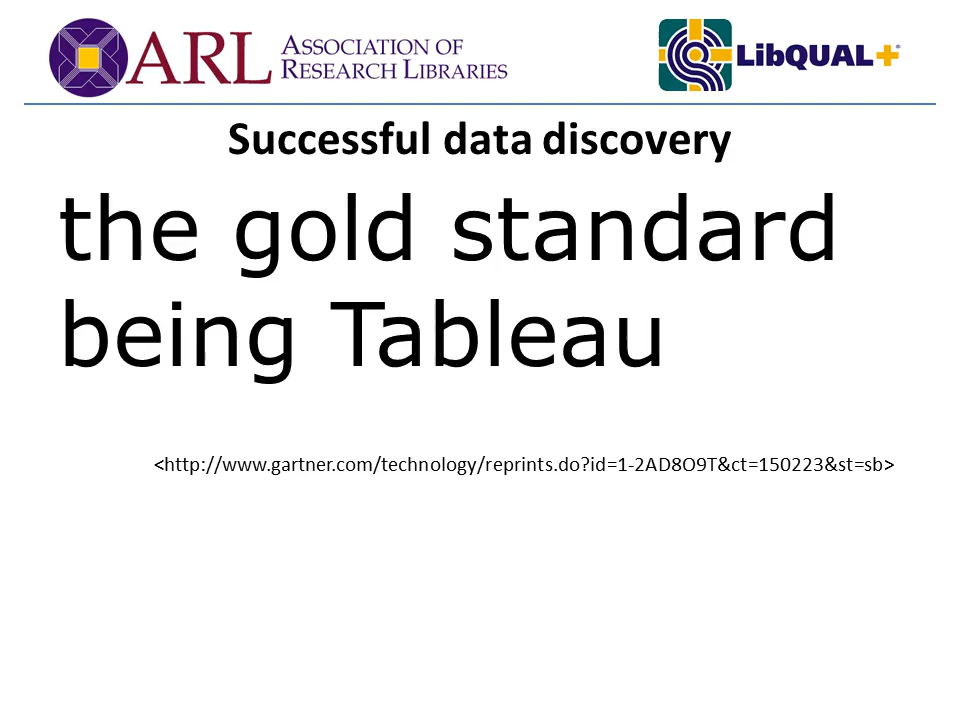 ARL ASSOCIATION OF
RESEARCH LIBRARIES
LibQUAL+®
Successful data discovery
the gold standard
being Tableau
<http://www.gartner.com/technology/reprints.do?id=1-2AD8O9T&ct=150223&st=sb>